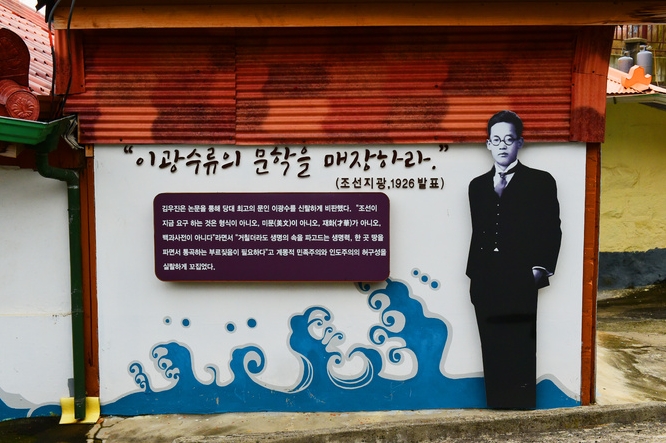 "이광수류의 문학을 매장하라."
(조선지광,1926 발표)
김우진은 논문을 통해 당대 최고의 문인 이광수를 신랄하게 비판했다. "조선이
지금 요구 하는 것은 형식이 아니오, 미문(美文)이 아니오, 재화(才華)가 아니오,
백과사전이 아니다"라면서 "거칠더라도 생명의 속을 파고드는 생명력, 한 곳 땅을
파면서 통곡하는 부르짖음이 필요하다"고 계몽적 민족주의와 인도주의의 허구성을
실랄하게 꼬집었다.